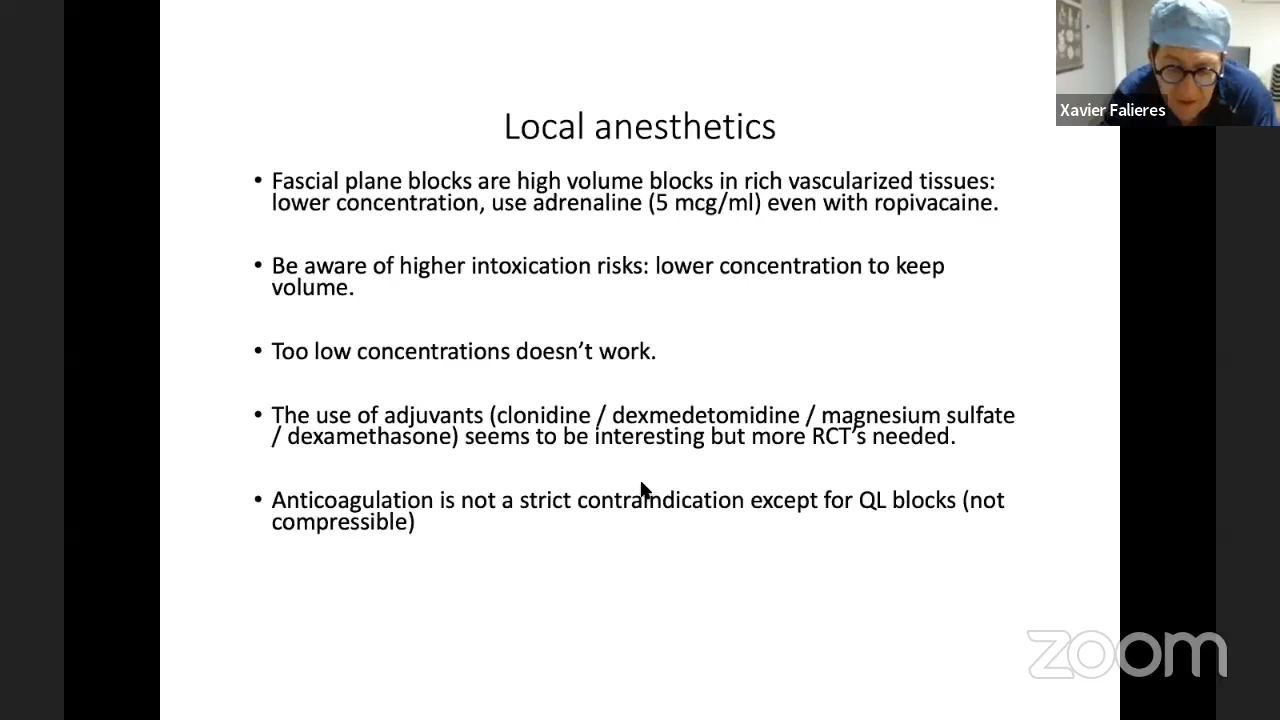 Xavier Falieres
Local anesthetics
• Fascial plane blocks are high volume blocks in rich vascularized tissues:
lower concentration, use adrenaline (5 mcg/ml) even with ropivacaine.
• Be aware of higher intoxication risks: lower concentration to keep
volume.
• Too low concentrations doesn’t work.
• The use of adjuvants (clonidine / dexmedetomidine / magnesium sulfate
/ dexamethasone) seems to be interesting but more RCT’s needed.
• Anticoagulation is not a strict contraindication except for QL blocks (not
compressible)
zoom